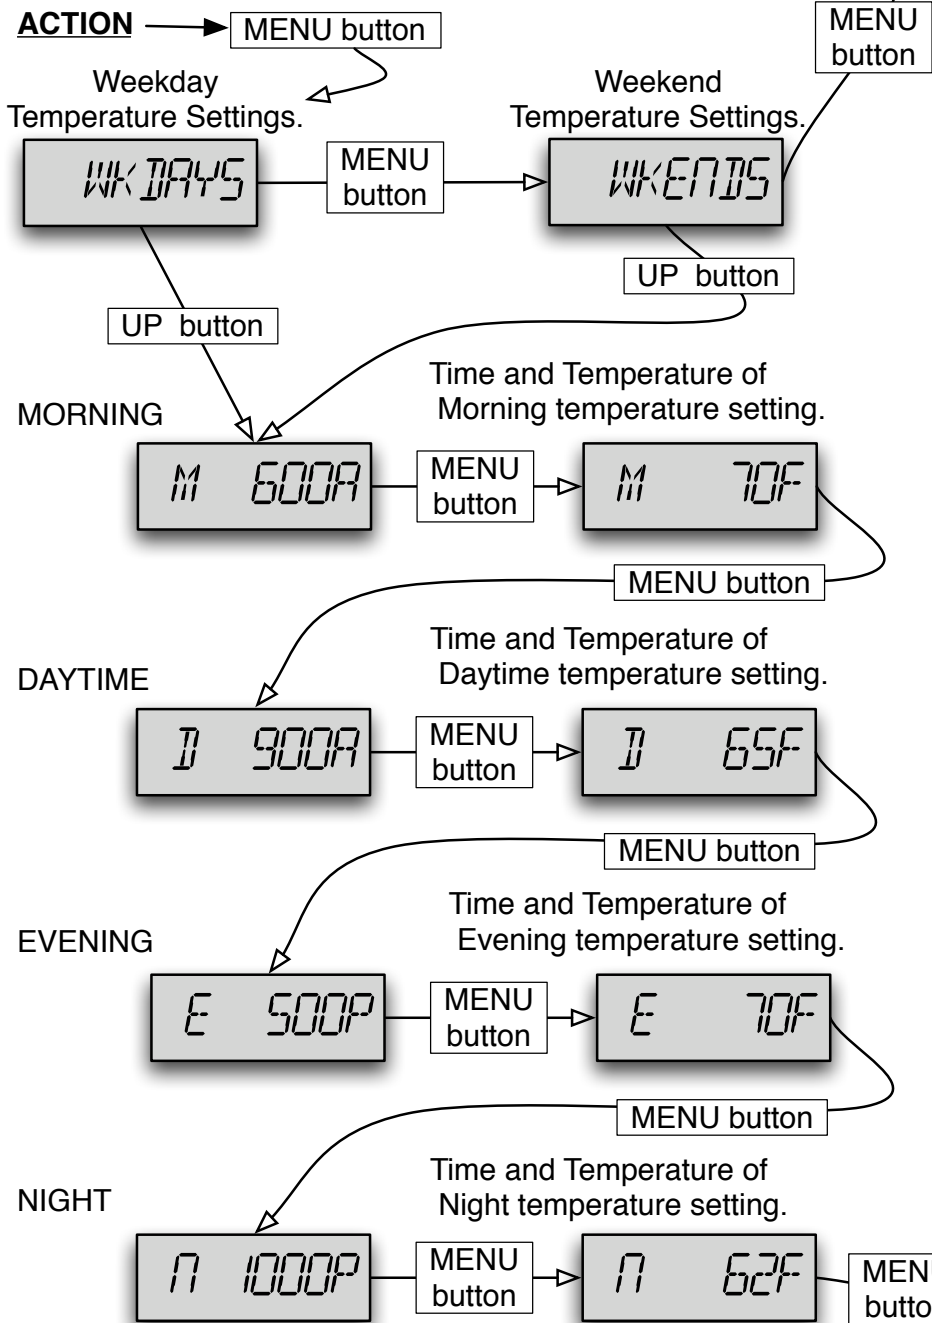 ACTION
MENU button
MENU
button
Weekday
Temperature Settings.
Weekend
Temperature Settings.
WKDAYS
MENU
button
WKENDS
UP button
UP button
Time and Temperature of
Morning temperature setting.
MORNING
M 600A
MENU
button
M 70F
MENU button
Time and Temperature of
Daytime temperature setting.
DAYTIME
D 900A
MENU
button
D 65F
MENU button
Time and Temperature of
Evening temperature setting.
EVENING
E 500P
MENU
button
E 70F
MENU button
Time and Temperature of
Night temperature setting.
NIGHT
N 1000P
MENU
button
N 62F